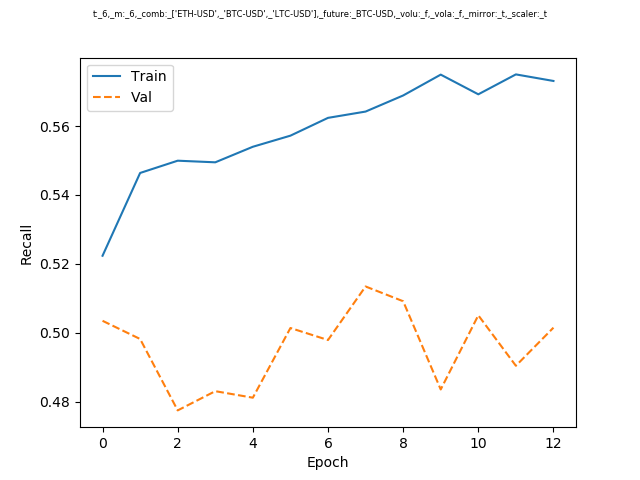 t:_6,_m:_6,_comb:_['ETH-USD',_'BTC-USD',_'LTC-USD'],_future:_BTC-USD,_volu:_f,_vola:_f,_mirror:_t,_scaler:_t
Train
Val
0.56
0.54
0.52
0.50
0.48
Recall
0 2 4 6 8 10 12
Epoch